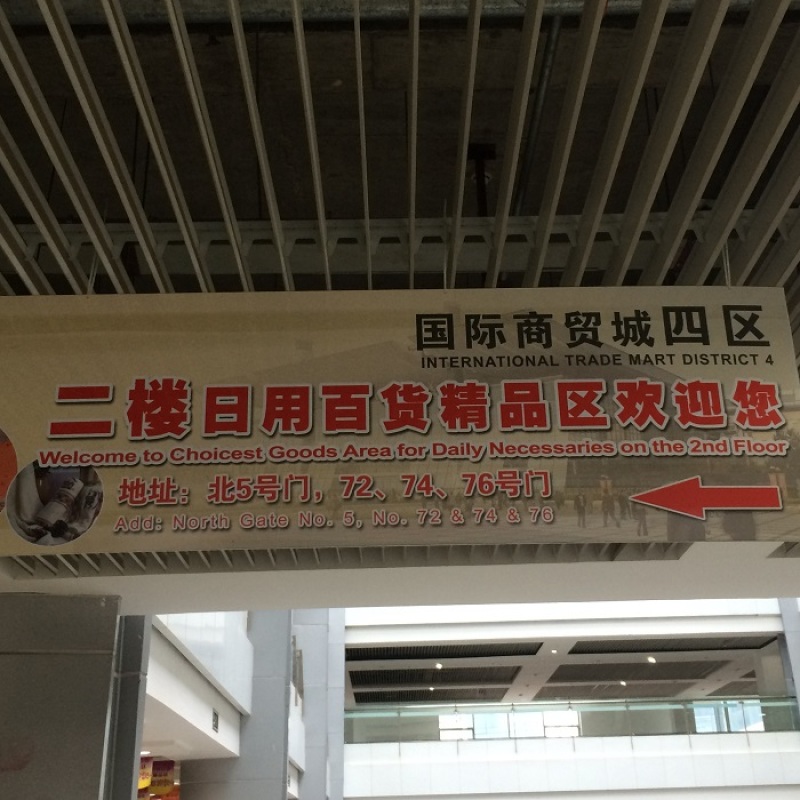 国际商贸城四区
INTERNATIONAL TRADE MART DISTRICT 4
二楼日用百货精品区欢迎您
Welcome to Choicest Goods Area for Daily Necessaries on the 2nd Floor
地址：北5号门，72、74、76号门
Add: North Gate No. 5, No. 72 & 74 & 76